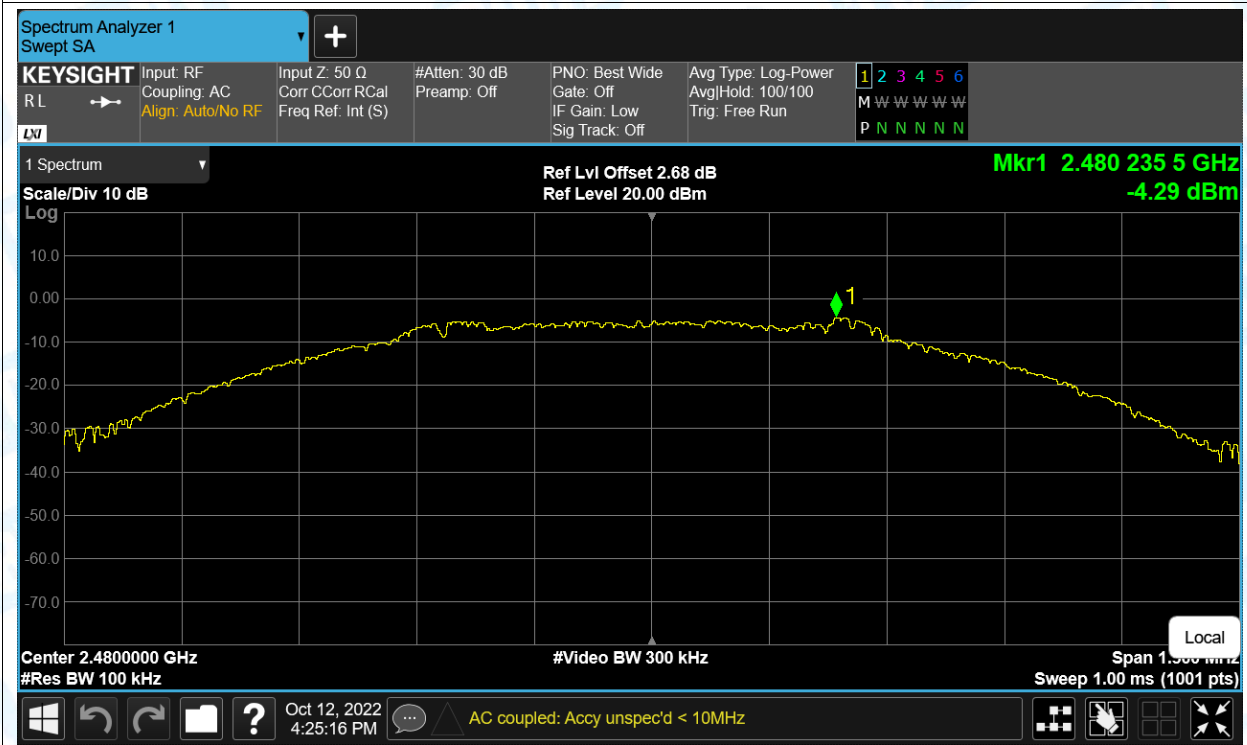 Spectrum Analyzer 1
Swept SA
KEYSIGHT
R L
LXI
Input: RF
Coupling: AC
Align: Auto/No RF
Input Z: 50 Ω
Corr CCorr RCal
Freq Ref: Int (S)
#Atten: 30 dB
Preamp: Off
PNO: Best Wide
Gate: Off
IF Gain: Low
Sig Track: Off
Avg Type: Log-Power
Avg|Hold: 100/100
Trig: Free Run
1 2 3 4 5 6
M W W W W W
P N N N N N
1 Spectrum
Scale/Div 10 dB
Log
Ref Lvl Offset 2.68 dB
Ref Level 20.00 dBm
Mkr1 2.480 235 5 GHz
-4.29 dBm
10.0
0.00
-10.0
-20.0
-30.0
-40.0
-50.0
-60.0
-70.0
1
Local
Center 2.4800000 GHz
#Video BW 300 kHz
Span 1.500 MHz
#Res BW 100 kHz
Sweep 1.00 ms (1001 pts)
?
Oct 12, 2022
4:25:16 PM
AC coupled: Accy unspec'd < 10MHz